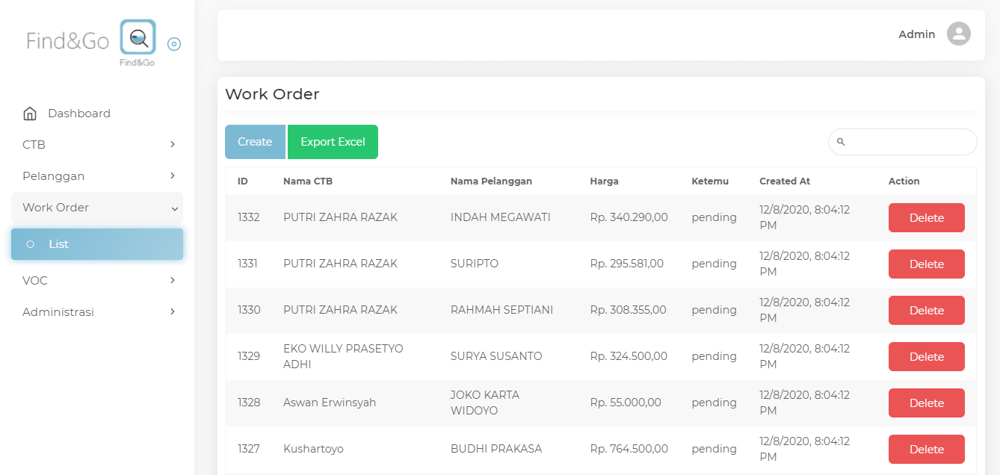 Find&Go
Find&Go
Dashboard
CTB
Pelanggan
Work Order
List
VOC
Administrasi
Admin
Work Order
Create Export Excel
ID Nama CTB Nama Pelanggan Harga Ketemu Created At Action
1332 PUTRI ZAHRA RAZAK INDAH MEGAWATI Rp. 340.290,00 pending 12/8/2020, 8:04:12 PM Delete
1331 PUTRI ZAHRA RAZAK SURIPTO Rp. 295.581,00 pending 12/8/2020, 8:04:12 PM Delete
1330 PUTRI ZAHRA RAZAK RAHMAH SEPTIANI Rp. 308.355,00 pending 12/8/2020, 8:04:12 PM Delete
1329 EKO WILLY PRASETYO ADHI SURYA SUSANTO Rp. 324.500,00 pending 12/8/2020, 8:04:12 PM Delete
1328 Aswan Erwinsyah JOKO KARTA WIDOYO Rp. 55.000,00 pending 12/8/2020, 8:04:12 PM Delete
1327 Kushartoyo BUDHI PRAKASA Rp. 764.500,00 pending 12/8/2020, 8:04:12 PM Delete